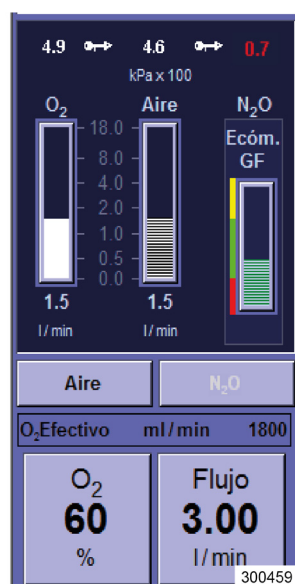 4.9 4.6 0.7
kPa x 100
O₂ Aire N₂O
18.0
8.0
4.0
2.0
1.0
0.5
0.0
Ecóm.
GF
1.5 1.5
l / min l / min
Aire N₂O
O₂Efectivo ml / min 1800
O₂ Flujo
60 3.00
% l / min
300459